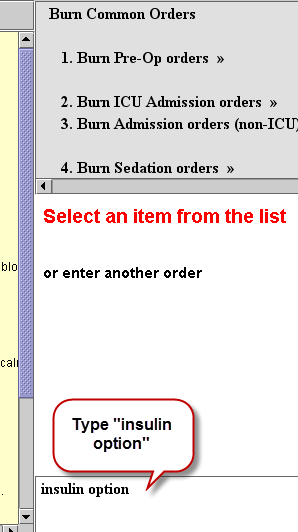 Burn Common Orders
1. Burn Pre-Op orders »
2. Burn ICU Admission orders »
3. Burn Admission orders (non-ICU)
4. Burn Sedation orders »
Select an item from the list
or enter another order
blo
calr
Type "insulin
option"
insulin option